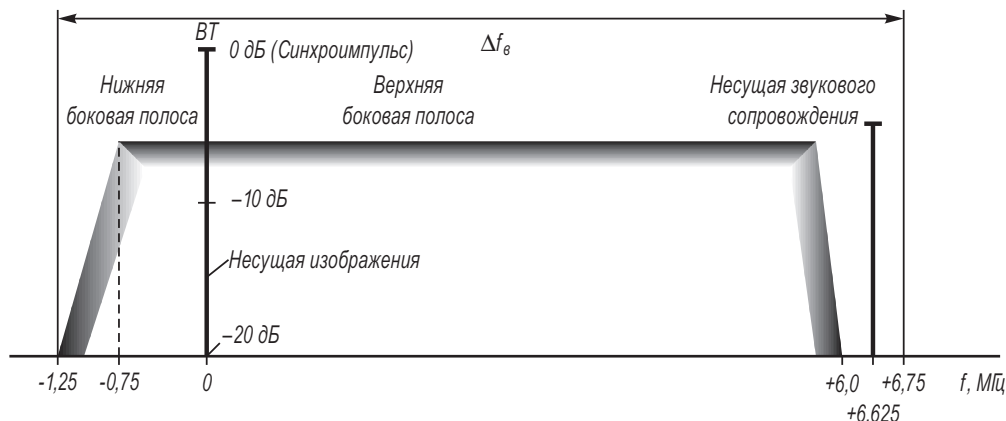 ВТ
0 дБ (Синхроимпульс)
Δfв
Нижняя
боковая полоса
Верхняя
боковая полоса
Несущая звукового
сопровождения
–10 дБ
Несущая изображения
–20 дБ
-1,25
-0,75
0
+6,0
+6,75
f, МГц
+6,625